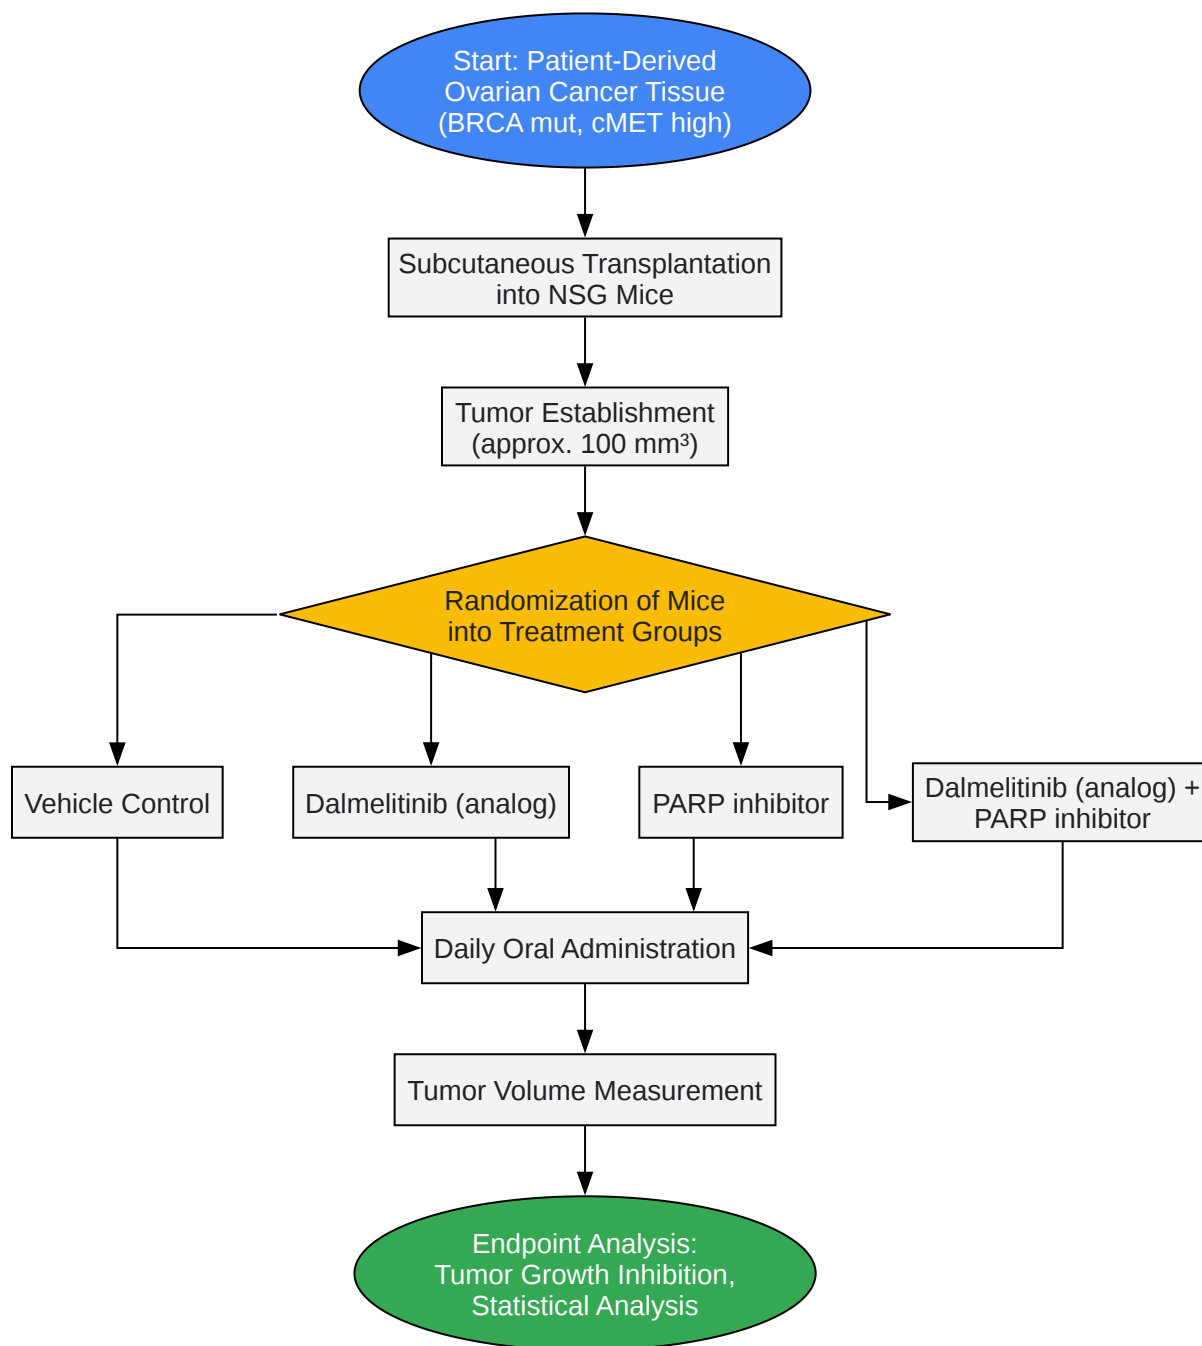 Start: Patient-Derived
Ovarian Cancer Tissue
(BRCA mut, cMET high)
Subcutaneous Transplantation
into NSG Mice
Tumor Establishment
(approx. 100 mm³)
Randomization of Mice
into Treatment Groups
Vehicle Control
Dalmelitinib (analog)
PARP inhibitor
Dalmelitinib (analog) +
PARP inhibitor
Daily Oral Administration
Tumor Volume Measurement
Endpoint Analysis:
Tumor Growth Inhibition,
Statistical Analysis